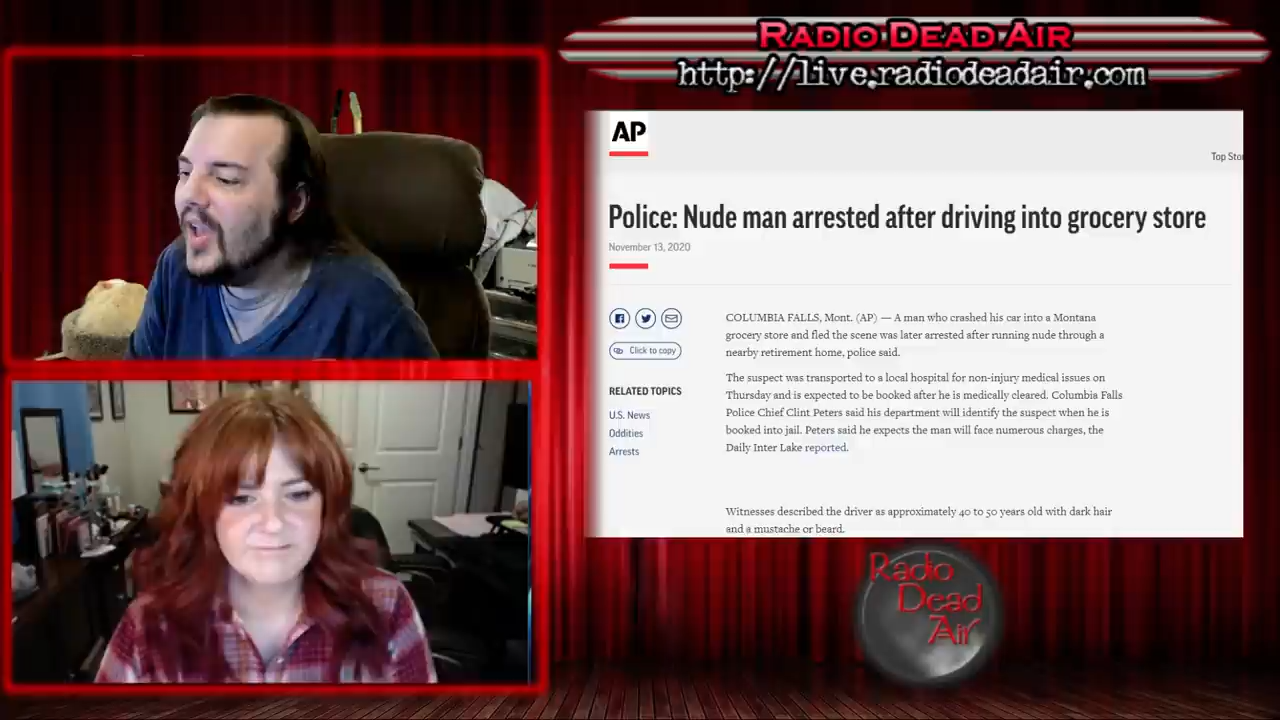 RADIO DEAD AIR
http://live.radiodeadair.com
AP
Top Stor
Police: Nude man arrested after driving into grocery store
November 13, 2020
Click to copy
RELATED TOPICS
U.S. News
Oddities
Arrests
COLUMBIA FALLS, Mont. (AP) — A man who crashed his car into a Montana
grocery store and fled the scene was later arrested after running nude through a
nearby retirement home, police said.
The suspect was transported to a local hospital for non-injury medical issues on
Thursday and is expected to be booked after he is medically cleared. Columbia Falls
Police Chief Clint Peters said his department will identify the suspect when he is
booked into jail. Peters said he expects the man will face numerous charges, the
Daily Inter Lake reported.
Witnesses described the driver as approximately 40 to 50 years old with dark hair
and a mustache or beard.
Radio
Dead
Air